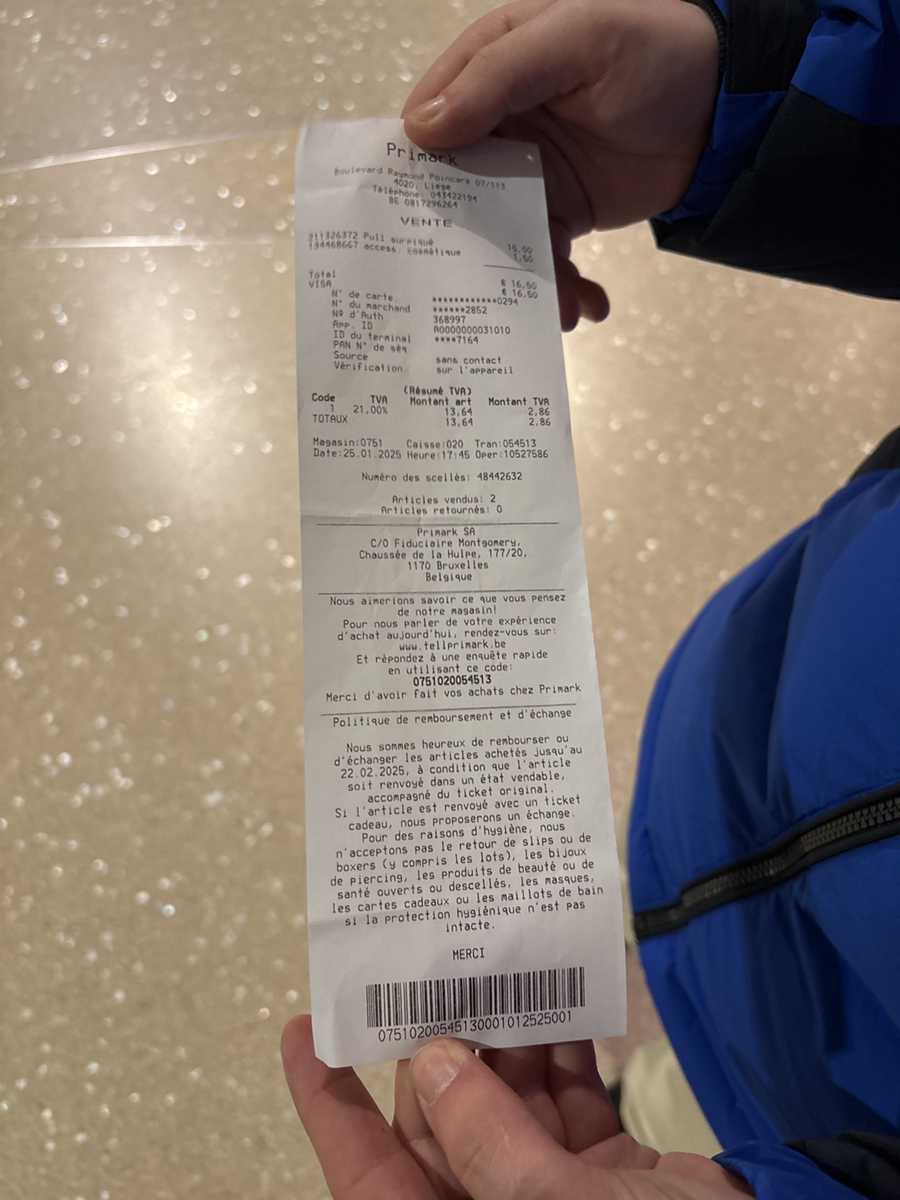 Primark
Boulevard Raymond Poincaré 07/113
4020, Liege
Téléphone: 043422194
BE 0817296264
VENTE
211326372 Pull surpiqué 15,00
134468667 access. cosmétique 1,50
Total € 16,50
VISA € 16,50
N° de carte. ************0294
N° du marchand ******2852
Nº d'Auth 368997
App. ID A0000000031010
ID du terminal ****7164
PAN N° de séq
Source sans contact
Vérification sur l'appareil
(Résumé TVA)
Code TVA Montant art Montant TVA
1 21,00% 13,64 2,86
TOTAUX 13,64 2,86
Magasin:0751 Caisse:020 Tran:054513
Date:25.01.2025 Heure:17:45 Oper:10527586
Numéro des scellés: 48442632
Articles vendus: 2
Articles retournés: 0
Primark SA
C/O Fiduciaire Montgomery,
Chaussée de la Hulpe, 177/20,
1170 Bruxelles
Belgique
Nous aimerions savoir ce que vous pensez
de notre magasin!
Pour nous parler de votre expérience
d'achat aujourd'hui, rendez-vous sur:
www.tellprimark.be
Et répondez à une enquête rapide
en utilisant ce code:
0751020054513
Merci d'avoir fait vos achats chez Primark
Politique de remboursement et d'échange
Nous sommes heureux de rembourser ou
d'échanger les articles achetés jusqu'au
22.02.2025, à condition que l'article
soit renvoyé dans un état vendable,
accompagné du ticket original.
Si l'article est renvoyé avec un ticket
cadeau, nous proposerons un échange.
Pour des raisons d'hygiène, nous
n'acceptons pas le retour de slips ou de
boxers (y compris les lots), les bijoux
de piercing, les produits de beauté ou de
santé ouverts ou descellés, les masques,
les cartes cadeaux ou les maillots de bain
si la protection hygiénique n'est pas
intacte.
MERCI
07510200545130001012525001